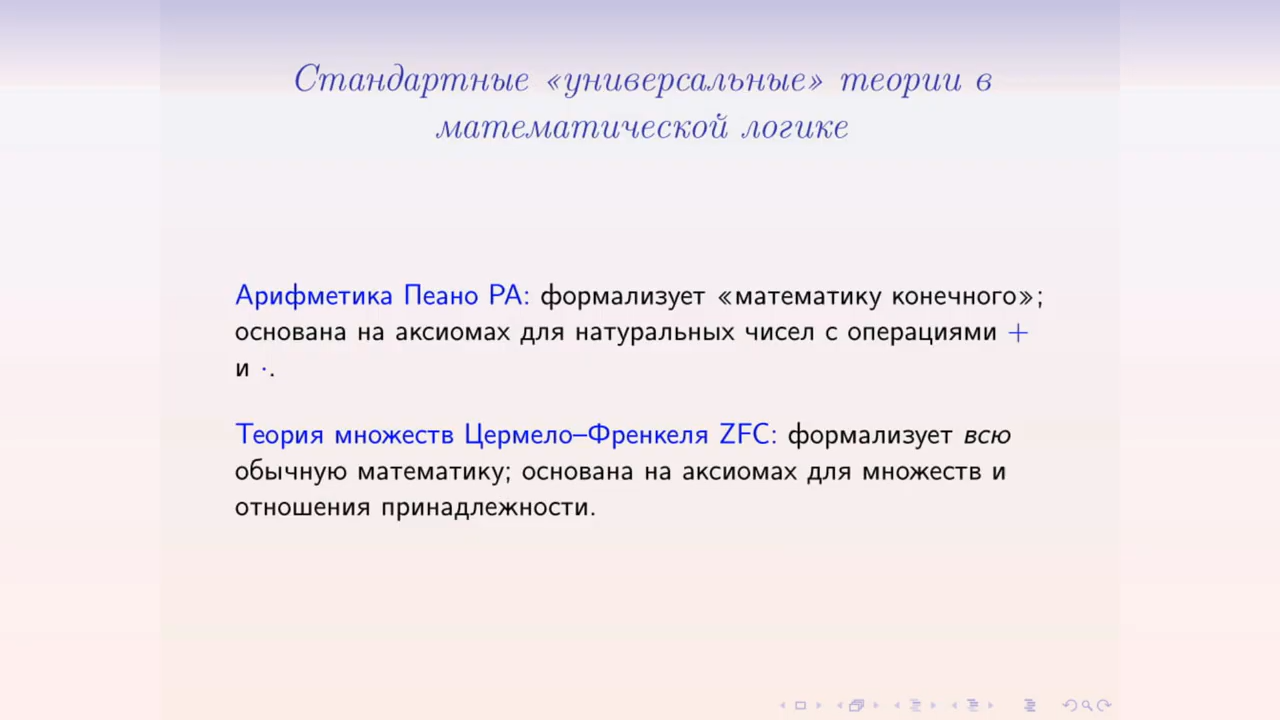 Стандартные «универсальные» теории в
математической логике
Арифметика Пеано PA: формализует «математику конечного»;
основана на аксиомах для натуральных чисел с операциями +
и ·.
Теория множеств Цермело–Френкеля ZFC: формализует всю
обычную математику; основана на аксиомах для множеств и
отношения принадлежности.